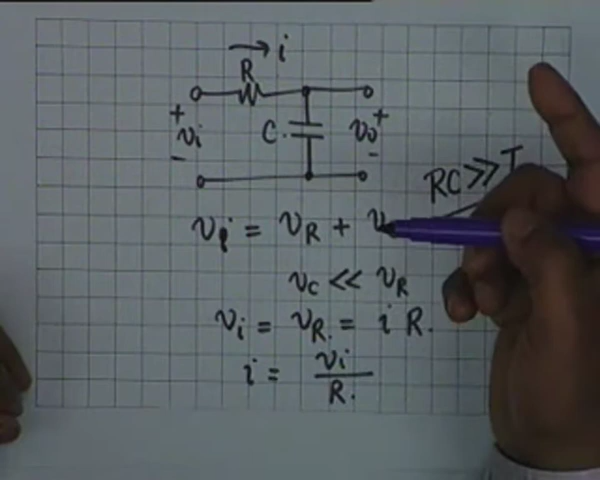 → i
R
+ vi −
C
vo + −
RC >> T
vi = vR + v
vc << vR
vi = vR = i R.
i = vi / R.